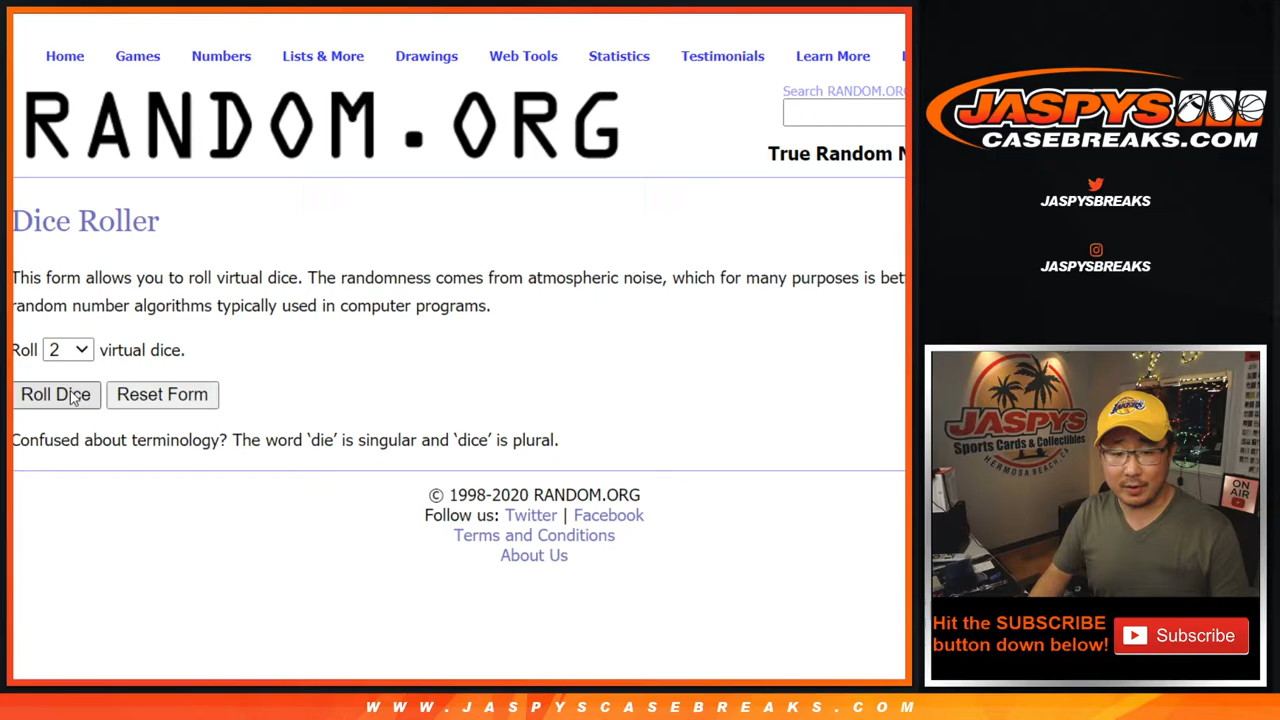 Home Games Numbers Lists & More Drawings Web Tools Statistics Testimonials Learn More
RANDOM.ORG
Search RANDOM.ORG
True Random N
Dice Roller
This form allows you to roll virtual dice. The randomness comes from atmospheric noise, which for many purposes is bet
random number algorithms typically used in computer programs.
Roll 2 virtual dice.
Roll Dice Reset Form
Confused about terminology? The word ‘die’ is singular and ‘dice’ is plural.
© 1998-2020 RANDOM.ORG
Follow us: Twitter | Facebook
Terms and Conditions
About Us
JASPYS
CASEBREAKS.COM
JASPYSBREAKS
JASPYSBREAKS
JASPYS
Sports Cards & Collectibles
HERMOSA BEACH, CA
ON AIR
Hit the SUBSCRIBE
button down below!
Subscribe
WWW.JASPYSCASEBREAKS.COM